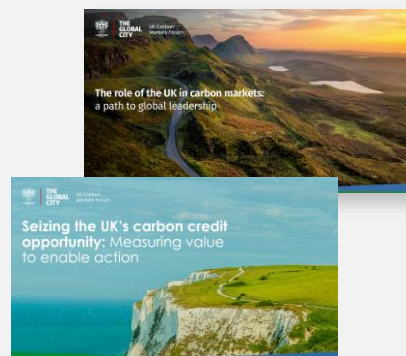 THE
GLOBAL
CITY
UK Carbon
Markets Forum
The role of the UK in carbon markets:
a path to global leadership
THE
GLOBAL
CITY
UK Carbon
Markets Forum
Seizing the UK's carbon credit
opportunity: Measuring value
to enable action